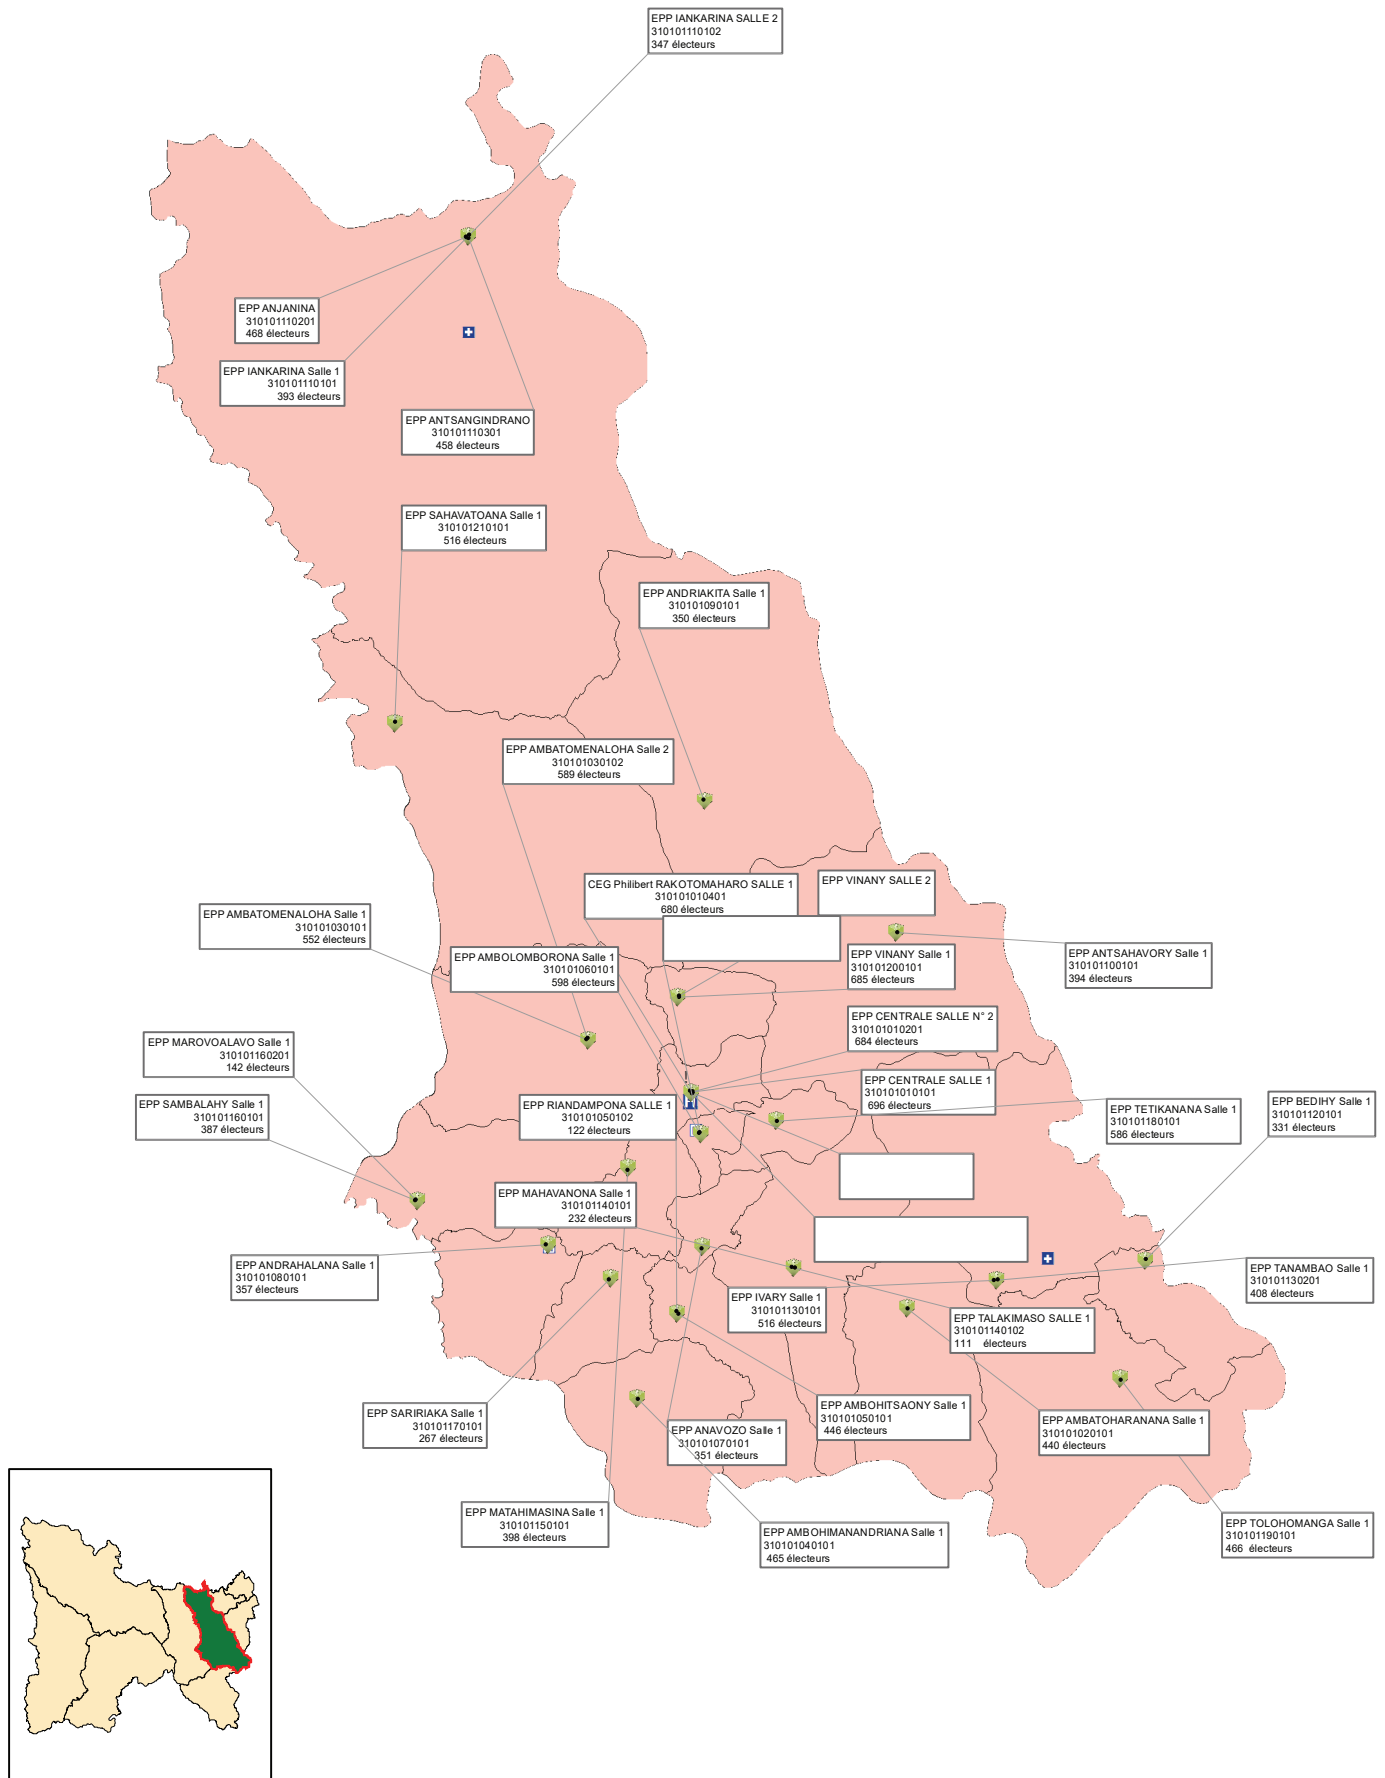 EPP IANKARINA SALLE 2
310101110102
347 électeurs
EPP ANJANINA
310101110201
468 électeurs
EPP IANKARINA Salle 1
310101110101
393 électeurs
EPP ANTSANGINDRANO
310101110301
458 électeurs
EPP SAHAVATOANA Salle 1
310101210101
516 électeurs
EPP ANDRIAKITA Salle 1
310101090101
350 électeurs
EPP AMBATOMENALOHA Salle 2
310101030102
589 électeurs
CEG Philibert RAKOTOMAHARO SALLE 1
310101010401
680 électeurs
EPP VINANY SALLE 2
EPP AMBATOMENALOHA Salle 1
310101030101
552 électeurs
EPP AMBOLOMBORONA Salle 1
310101060101
598 électeurs
EPP VINANY Salle 1
310101200101
685 électeurs
EPP ANTSAHAVORY Salle 1
310101100101
394 électeurs
EPP CENTRALE SALLE N° 2
310101010201
684 électeurs
EPP MAROVOALAVO Salle 1
310101160201
142 électeurs
EPP CENTRALE SALLE 1
310101010101
696 électeurs
EPP SAMBALAHY Salle 1
310101160101
387 électeurs
EPP RIANDAMPONA SALLE 1
310101050102
122 électeurs
EPP TETIKANANA Salle 1
310101180101
586 électeurs
EPP BEDIHY Salle 1
310101120101
331 électeurs
EPP MAHAVANONA Salle 1
310101140101
232 électeurs
H
EPP ANDRAHALANA Salle 1
310101080101
357 électeurs
EPP TANAMBAO Salle 1
310101130201
408 électeurs
EPP IVARY Salle 1
310101130101
516 électeurs
EPP TALAKIMASO SALLE 1
310101140102
111 électeurs
EPP SARIRIAKA Salle 1
310101170101
267 électeurs
EPP ANAVOZO Salle 1
310101070101
351 électeurs
EPP AMBOHITSAONY Salle 1
310101050101
446 électeurs
EPP AMBATOHARANANA Salle 1
310101020101
440 électeurs
EPP MATAHIMASINA Salle 1
310101150101
398 électeurs
EPP AMBOHIMANANDRIANA Salle 1
310101040101
465 électeurs
EPP TOLOHOMANGA Salle 1
310101190101
466 électeurs